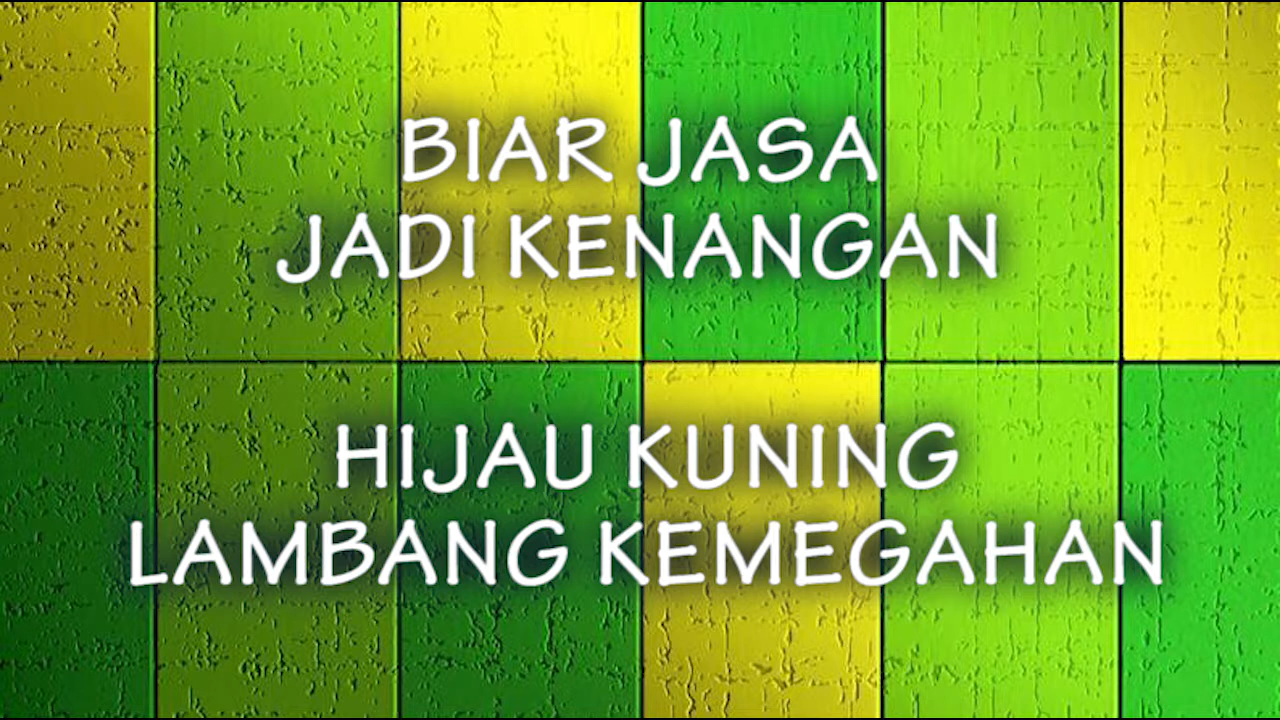 BIAR JASA
JADI KENANGAN
HIJAU KUNING
LAMBANG KEMEGAHAN